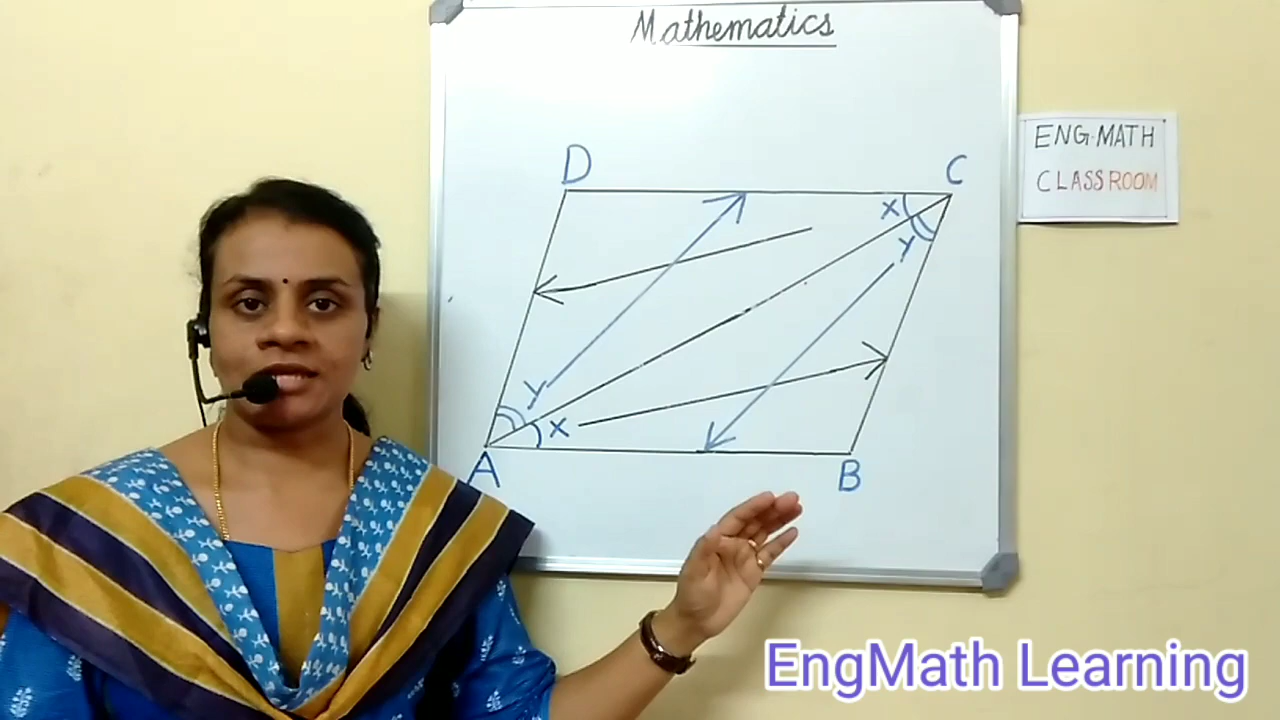 Mathematics
ENG-MATH
CLASSROOM
D
C
x
y
y
x
A
B
EngMath Learning